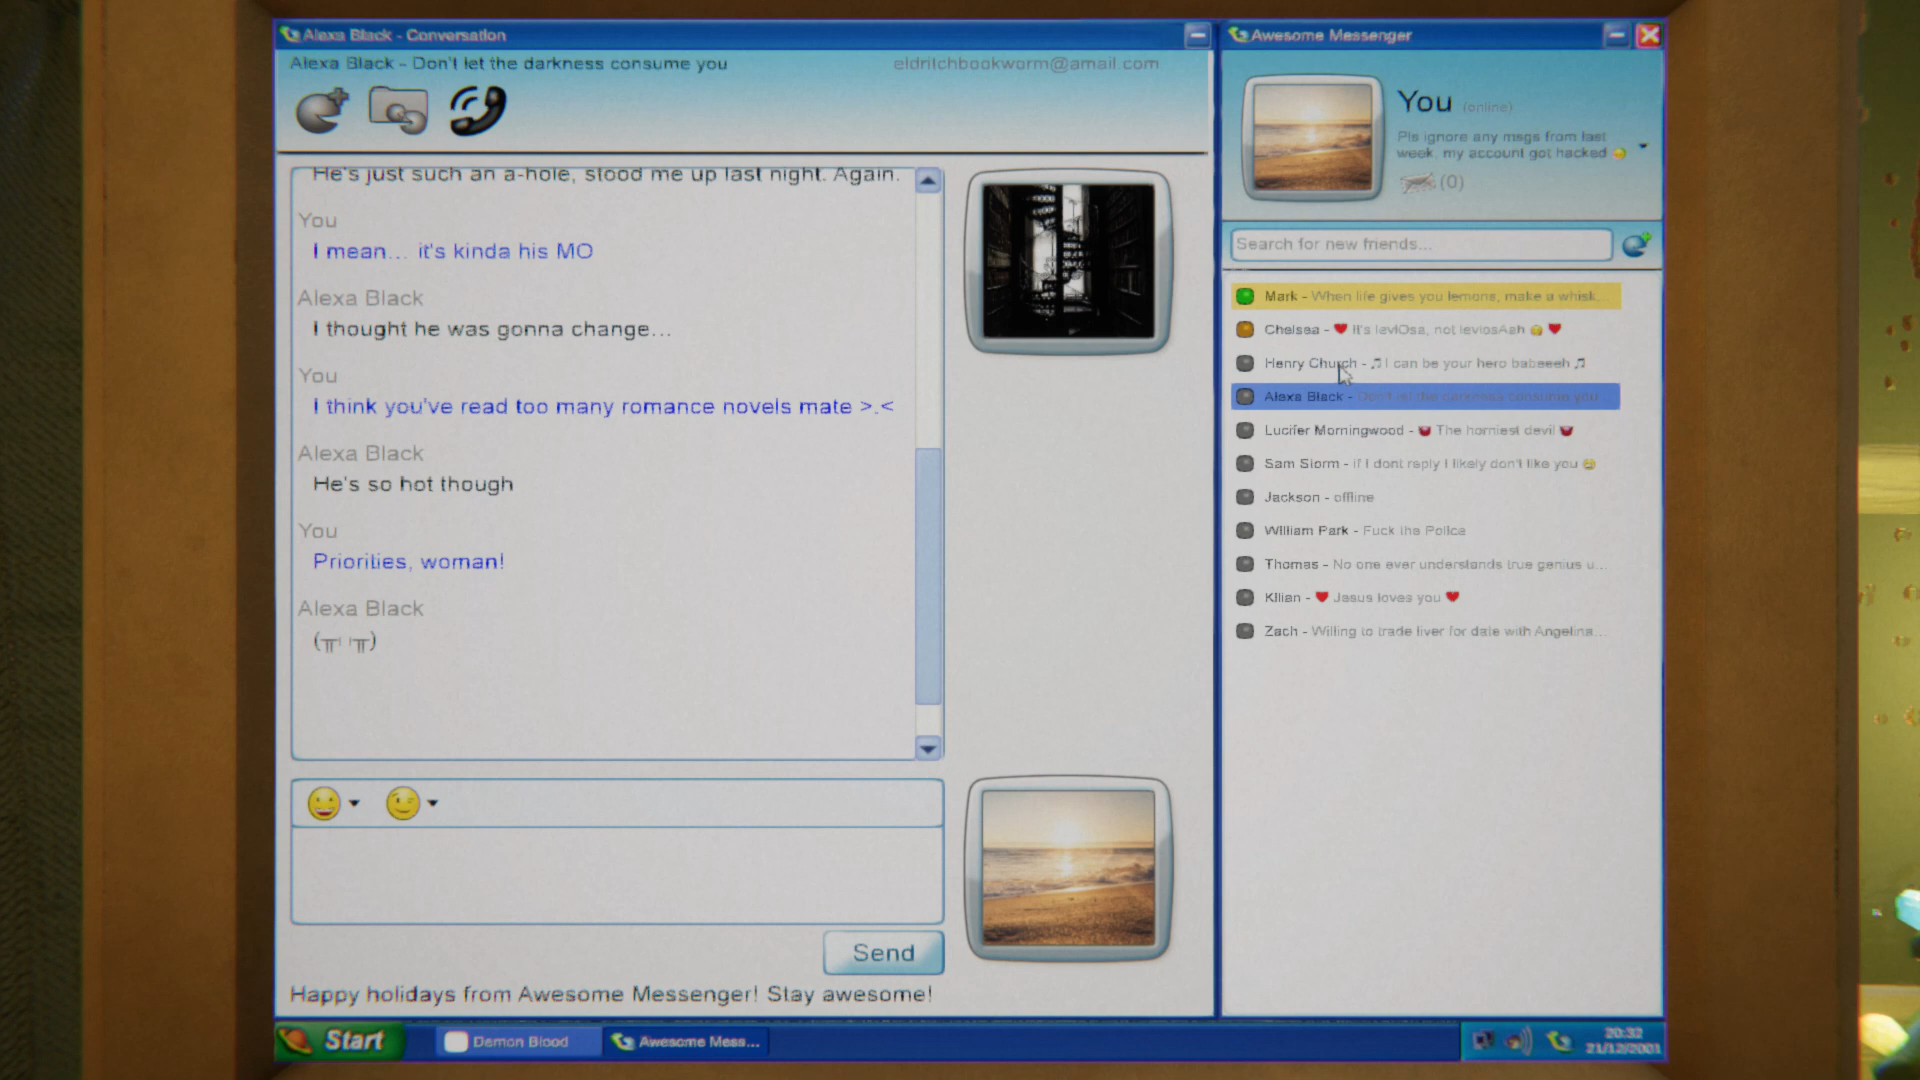 Alexa Black - Conversation
Alexa Black - Don't let the darkness consume you
eldritchbookworm@amail.com
He's just such an a-hole, stood me up last night. Again.
You
I mean... it's kinda his MO
Alexa Black
I thought he was gonna change...
You
I think you've read too many romance novels mate >.<
Alexa Black
He's so hot though
You
Priorities, woman!
Alexa Black
(╥╵╵╥)
Send
Happy holidays from Awesome Messenger! Stay awesome!
Awesome Messenger
You (online)
Pls ignore any msgs from last
week, my account got hacked
(0)
Search for new friends...
Mark - When life gives you lemons, make a whisk...
Chelsea - ❤ It's leviOsa, not leviosAah 😄 ❤
Henry Church - ♫ I can be your hero babeeeh ♫
Alexa Black - Don't let the darkness consume you
Lucifer Morningwood - The horniest devil
Sam Storm - if I dont reply I likely don't like you
Jackson - offline
William Park - Fuck the Police
Thomas - No one ever understands true genius u...
Kilian - ❤ Jesus loves you ❤
Zach - Willing to trade liver for date with Angelina...
Start
Demon Blood
Awesome Mess...
20:32
21/12/2001